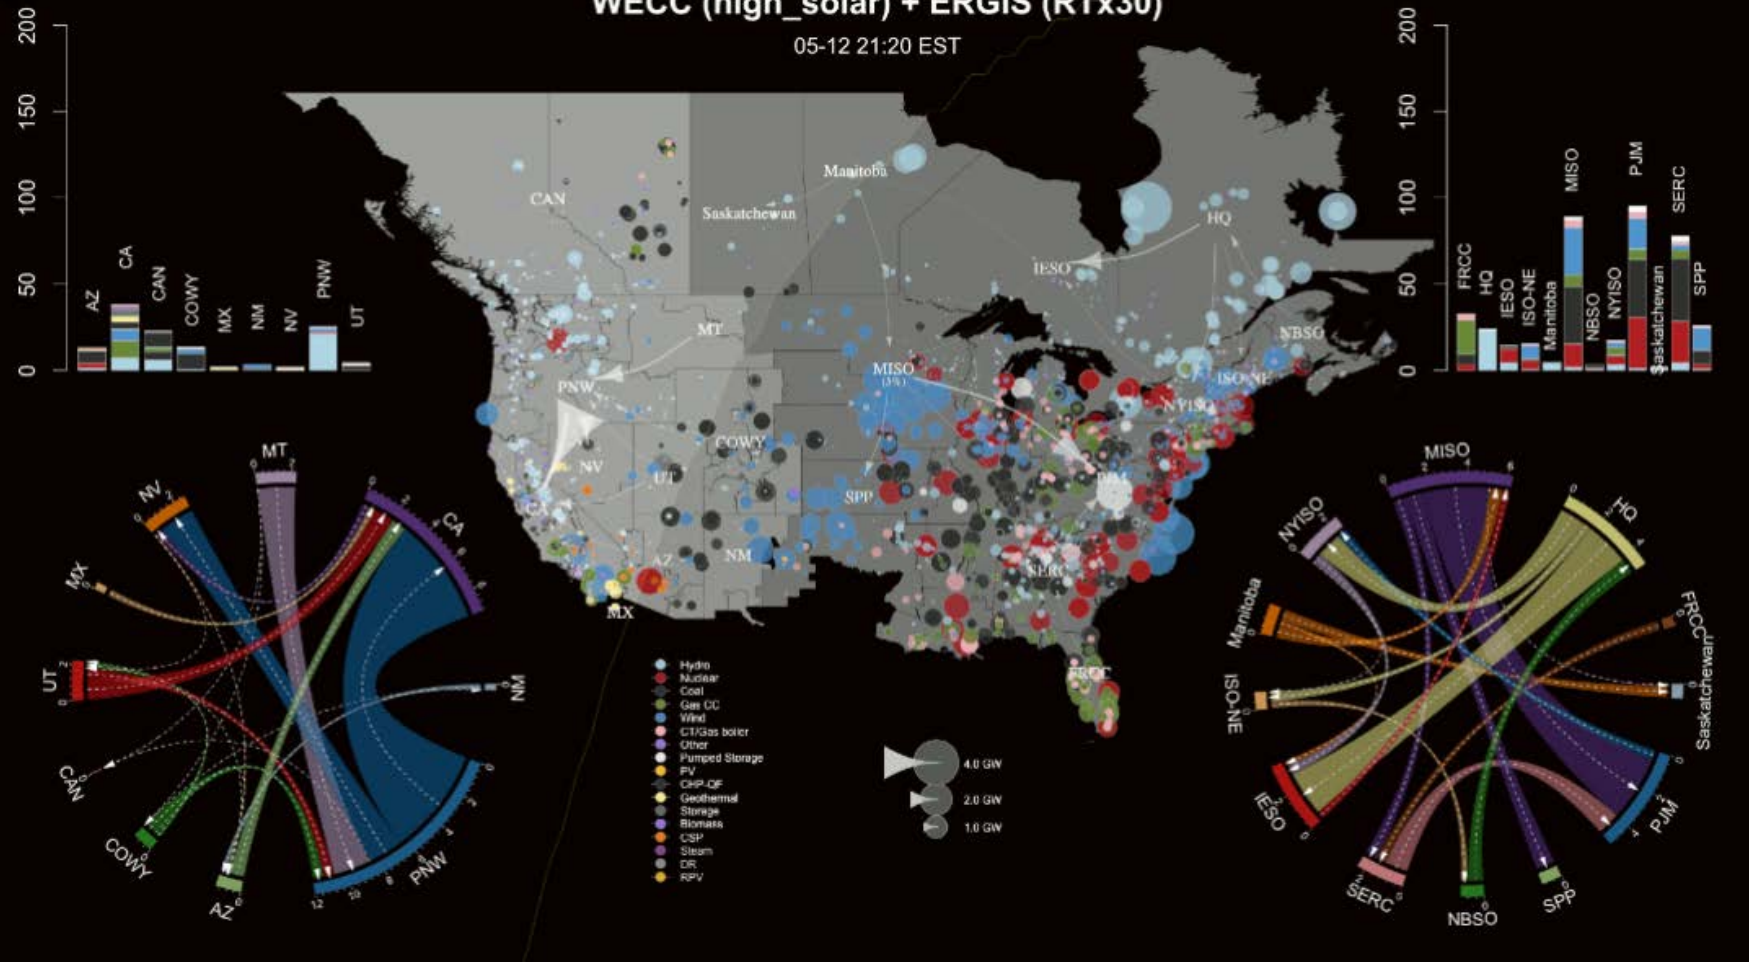 WECC (high_solar) + ERGIS (RTx30)
05-12 21:20 EST
200
150
100
50
0
AZ
CA
CAN
COWY
MX
NM
NV
PNW
UT
200
150
100
50
0
FRCC
HQ
IESO
ISO-NE
Manitoba
MISO
NBSO
NYISO
PJM
Saskatchewan
SERC
SPP
CAN
Manitoba
Saskatchewan
HQ
IESO
NBSO
MT
MISO
(3%)
PNW
ISO-NE
NYISO
COWY
NV
UT
SPP
PJM
CA
AZ
NM
SERC
MX
FRCC
Hydro
Nuclear
Coal
Gas CC
Wind
CT/Gas boiler
Other
Pumped Storage
PV
CHP-QF
Geothermal
Storage
Biomass
CSP
Steam
DR
RPV
4.0 GW
2.0 GW
1.0 GW
MT
NV
CA
MX
UT
NM
CAN
COWY
AZ
PNW
MISO
NYISO
HQ
Manitoba
FRCC
ISO-NE
Saskatchewan
IESO
PJM
SERC
NBSO
SPP